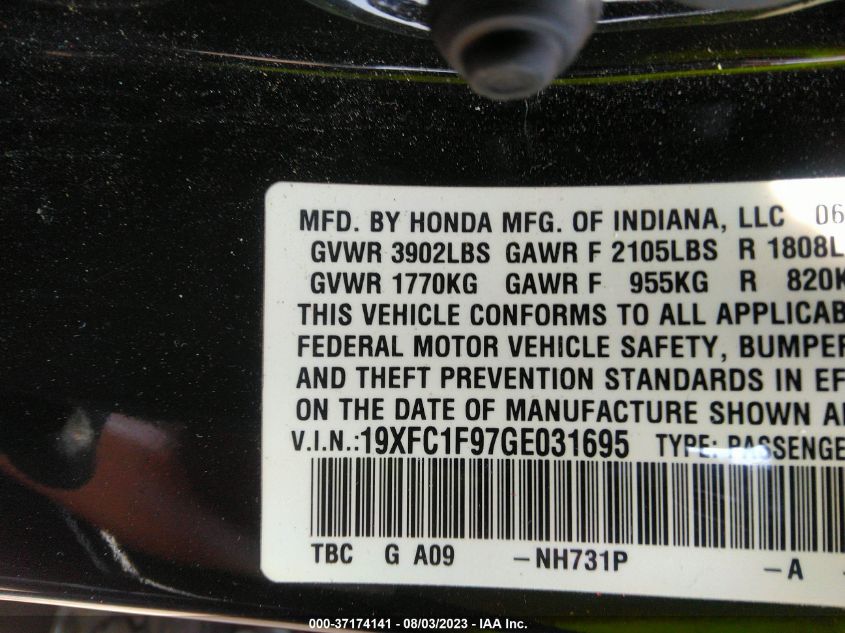 MFD. BY HONDA MFG. OF INDIANA, LLC 06
GVWR 3902LBS GAWR F 2105LBS R 1808L
GVWR 1770KG GAWR F 955KG R 820K
THIS VEHICLE CONFORMS TO ALL APPLICAB
FEDERAL MOTOR VEHICLE SAFETY, BUMPER
AND THEFT PREVENTION STANDARDS IN EF
ON THE DATE OF MANUFACTURE SHOWN A
V.I.N.:19XFC1F97GE031695 TYPE: PASSENGE
TBC G A09 -NH731P -A
000-37174141 - 08/03/2023 - IAA Inc.